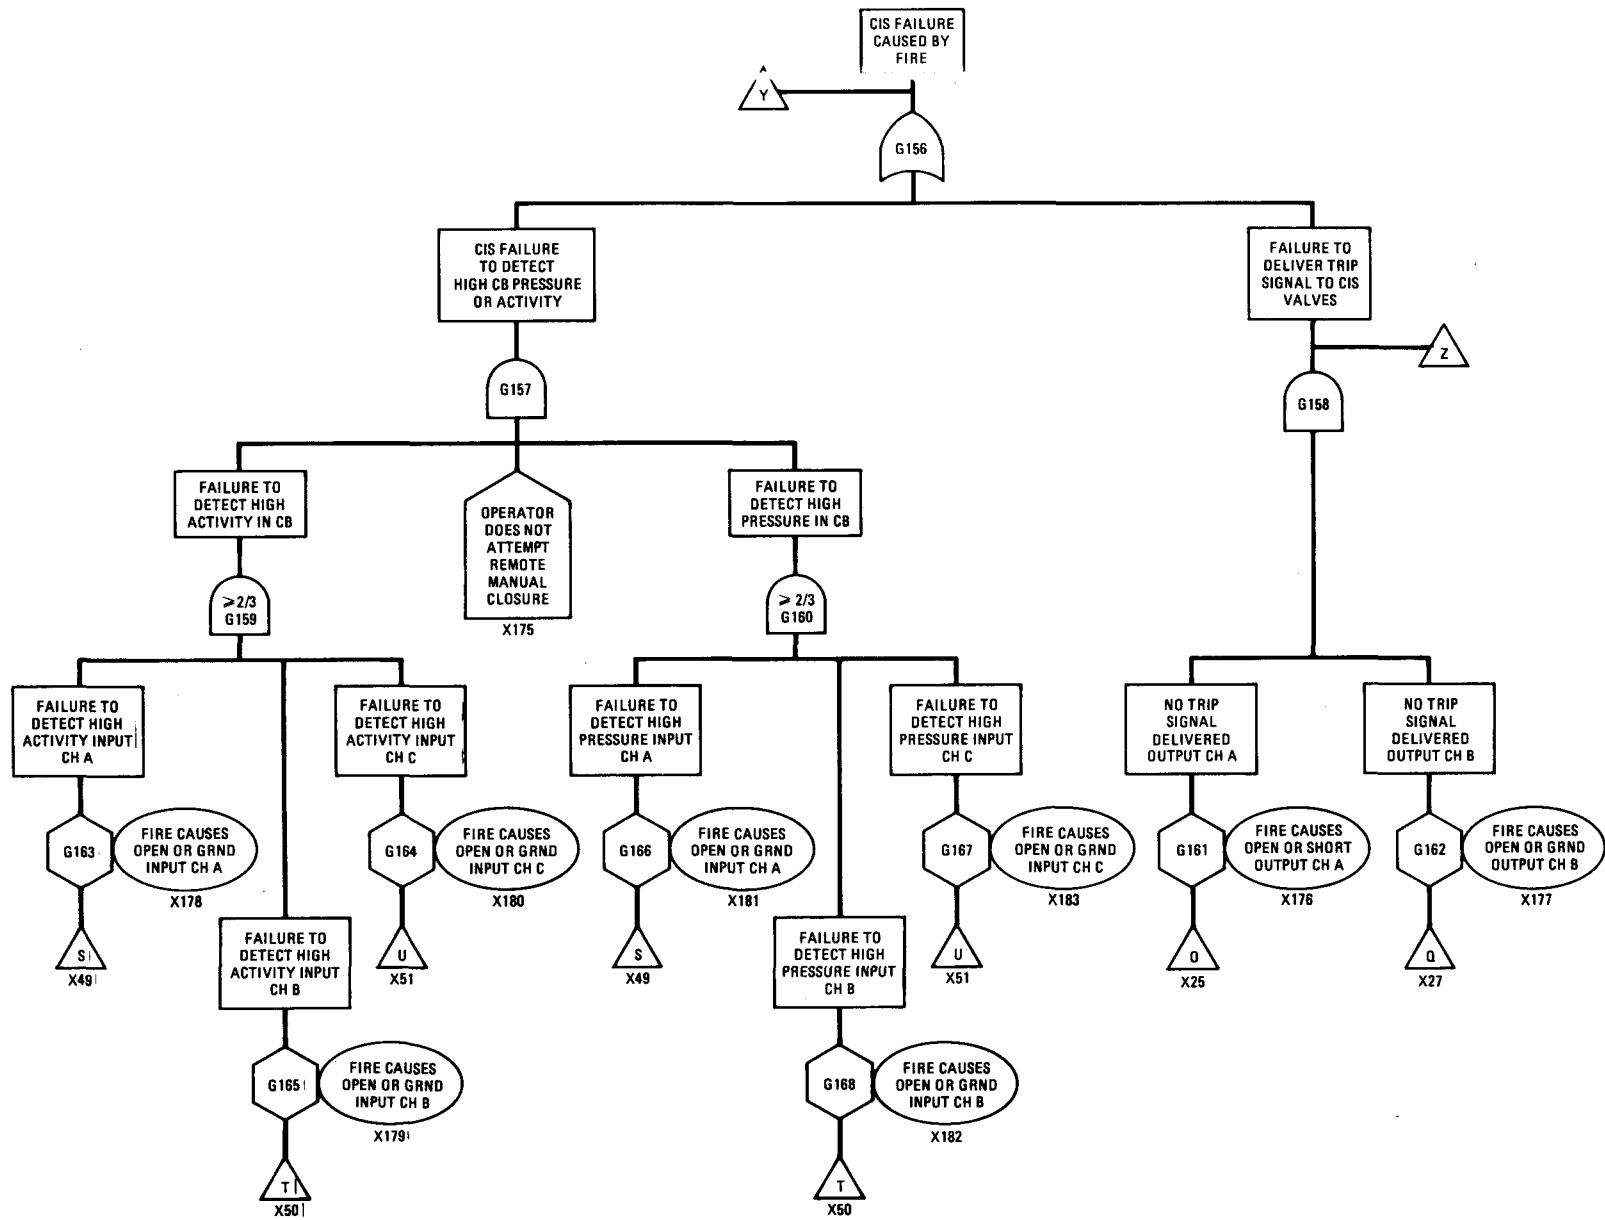 CIS FAILURE
CAUSED BY
FIRE
Y
G156
CIS FAILURE
TO DETECT
HIGH CB PRESSURE
OR ACTIVITY
FAILURE TO
DELIVER TRIP
SIGNAL TO CIS
VALVES
Z
G157
G158
FAILURE TO
DETECT HIGH
ACTIVITY IN CB
OPERATOR
DOES NOT
ATTEMPT
REMOTE
MANUAL
CLOSURE
X175
FAILURE TO
DETECT HIGH
PRESSURE IN CB
≥ 2/3
G159
≥ 2/3
G160
FAILURE TO
DETECT HIGH
ACTIVITY INPUT
CH A
FAILURE TO
DETECT HIGH
ACTIVITY INPUT
CH C
FAILURE TO
DETECT HIGH
PRESSURE INPUT
CH A
FAILURE TO
DETECT HIGH
PRESSURE INPUT
CH C
NO TRIP
SIGNAL
DELIVERED
OUTPUT CH A
NO TRIP
SIGNAL
DELIVERED
OUTPUT CH B
G163
FIRE CAUSES
OPEN OR GRND
INPUT CH A
X178
G164
FIRE CAUSES
OPEN OR GRND
INPUT CH C
X180
G166
FIRE CAUSES
OPEN OR GRND
INPUT CH A
X181
G167
FIRE CAUSES
OPEN OR GRND
INPUT CH C
X183
G161
FIRE CAUSES
OPEN OR SHORT
OUTPUT CH A
X176
G162
FIRE CAUSES
OPEN OR GRND
OUTPUT CH B
X177
S
X49
FAILURE TO
DETECT HIGH
ACTIVITY INPUT
CH B
U
X51
S
X49
FAILURE TO
DETECT HIGH
PRESSURE INPUT
CH B
U
X51
O
X25
Q
X27
G165
FIRE CAUSES
OPEN OR GRND
INPUT CH B
X179
G168
FIRE CAUSES
OPEN OR GRND
INPUT CH B
X182
T
X50
T
X50